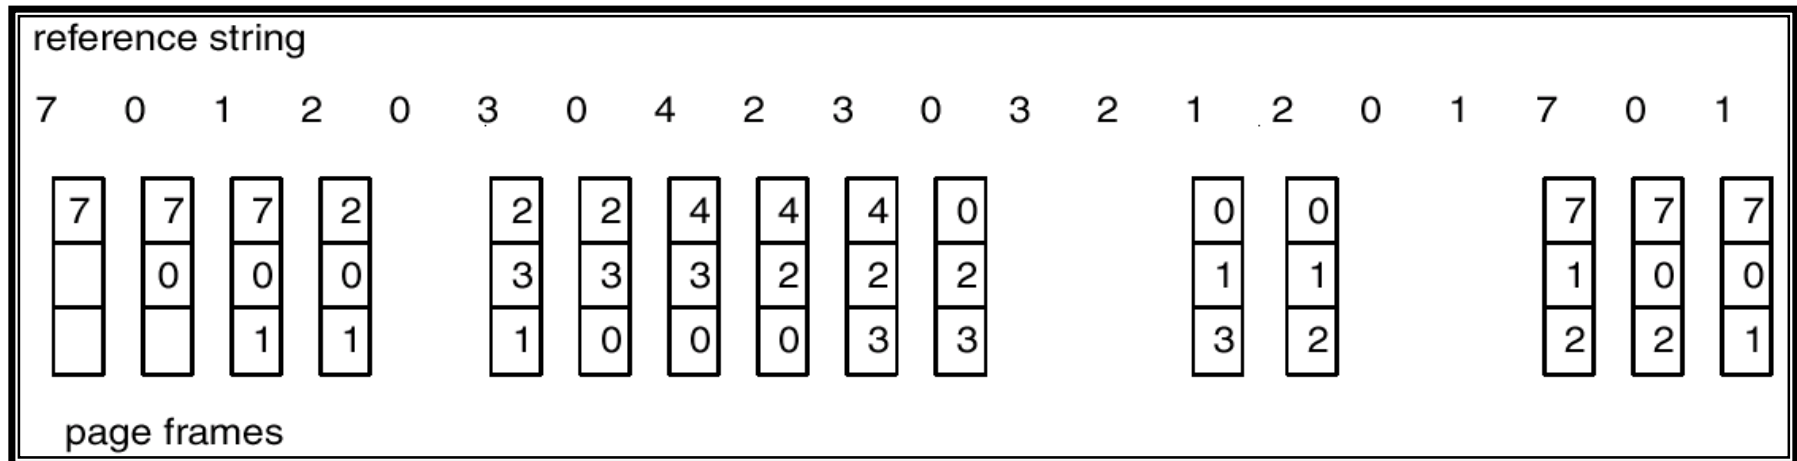 reference string
7 0 1 2 0 3 0 4 2 3 0 3 2 1 2 0 1 7 0 1
7 7 7 2 2 2 4 4 4 0 0 0 7 7 7
0 0 0 3 3 3 2 2 2 1 1 1 0 0
1 1 1 0 0 0 3 3 3 2 2 2 1
page frames